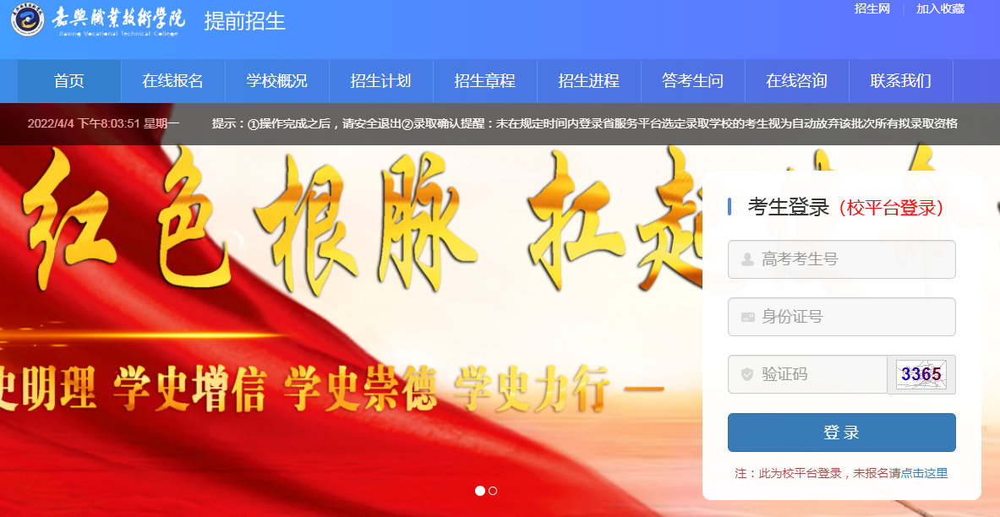 嘉興職業技術學院
Jiaxing Vocational Technical College
提前招生
招生网
加入收藏
首页 在线报名 学校概况 招生计划 招生章程 招生进程 答考生问 在线咨询 联系我们
2022/4/4 下午8:03:51 星期一
提示：①操作完成之后，请安全退出②录取确认提醒：未在规定时间内登录省服务平台选定录取学校的考生视为自动放弃该批次所有拟录取资格
红色根脉 扛起
史明理 学史增信 学史崇德 学史力行 —
考生登录（校平台登录）
高考考生号
身份证号
验证码 3365
登 录
注：此为校平台登录，未报名请点击这里